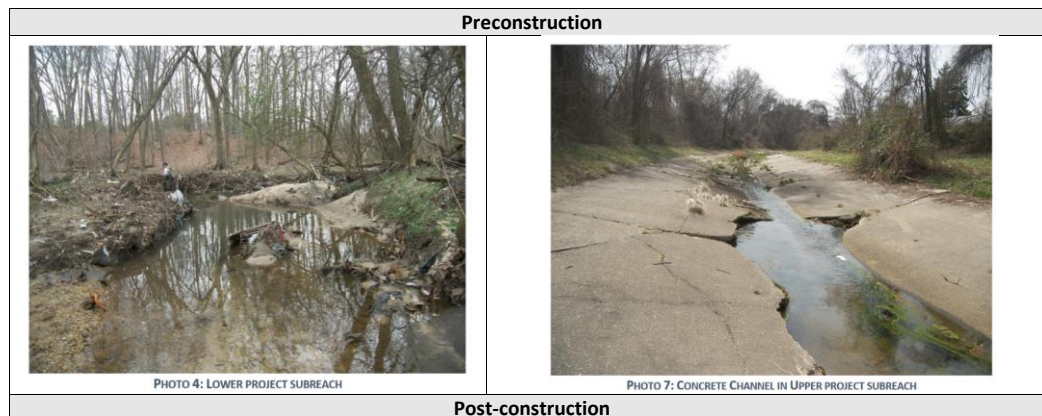 Preconstruction
PHOTO 4: LOWER PROJECT SUBREACH
PHOTO 7: CONCRETE CHANNEL IN UPPER PROJECT SUBREACH
Post-construction